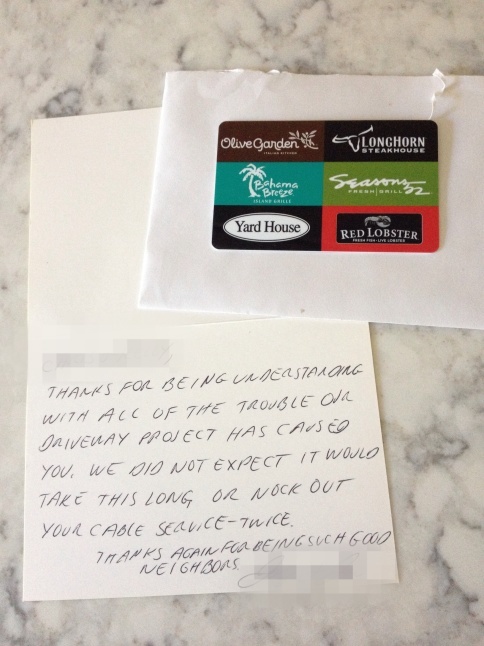 Olive Garden
ITALIAN KITCHEN
LONGHORN
STEAKHOUSE
Bahama
Breeze
ISLAND GRILLE
Seasons 52
FRESH GRILL
Yard House
RED LOBSTER
FRESH FISH · LIVE LOBSTER
THANKS FOR BEING UNDERSTANDING
WITH ALL OF THE TROUBLE OUR
DRIVEWAY PROJECT HAS CAUSED
YOU. WE DID NOT EXPECT IT WOULD
TAKE THIS LONG OR NOCK OUT
YOUR CABLE SERVICE-TWICE.
THANKS AGAIN FOR BEING SUCH GOOD
NEIGHBORS